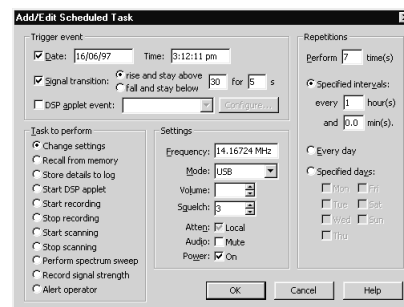 Add/Edit Scheduled Task
Trigger event
Date: 16/06/97 Time: 3:12:11 pm
Signal transition: rise and stay above 30 for 5 s
fall and stay below
DSP applet event: Configure...
Repetitions
Perform 7 time(s)
Specified intervals:
every 1 hour(s)
and 0.0 min(s).
Every day
Specified days:
Mon Fri
Tue Sat
Wed Sun
Thu
Task to perform
Change settings
Recall from memory
Store details to log
Start DSP applet
Start recording
Stop recording
Start scanning
Stop scanning
Perform spectrum sweep
Record signal strength
Alert operator
Settings
Frequency: 14.16724 MHz
Mode: USB
Volume:
Squelch: 3
Atten: Local
Audio: Mute
Power: On
OK Cancel Help